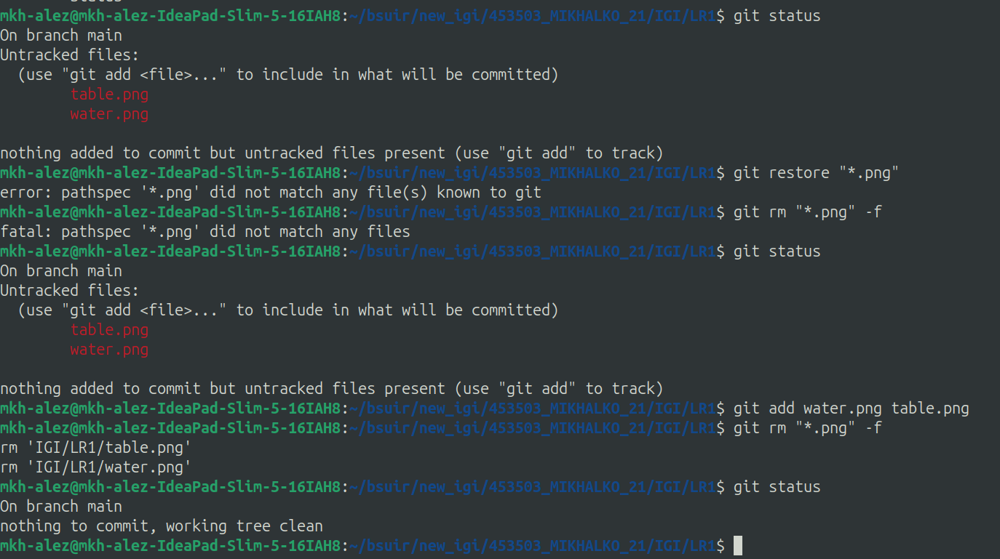 mkh-alez@mkh-alez-IdeaPad-Slim-5-16IAH8:~/bsuir/new_igi/453503_MIKHALKO_21/IGI/LR1$ git status
On branch main
Untracked files:
  (use "git add <file>..." to include in what will be committed)
        table.png
        water.png

nothing added to commit but untracked files present (use "git add" to track)
mkh-alez@mkh-alez-IdeaPad-Slim-5-16IAH8:~/bsuir/new_igi/453503_MIKHALKO_21/IGI/LR1$ git restore "*.png"
error: pathspec '*.png' did not match any file(s) known to git
mkh-alez@mkh-alez-IdeaPad-Slim-5-16IAH8:~/bsuir/new_igi/453503_MIKHALKO_21/IGI/LR1$ git rm "*.png" -f
fatal: pathspec '*.png' did not match any files
mkh-alez@mkh-alez-IdeaPad-Slim-5-16IAH8:~/bsuir/new_igi/453503_MIKHALKO_21/IGI/LR1$ git status
On branch main
Untracked files:
  (use "git add <file>..." to include in what will be committed)
        table.png
        water.png

nothing added to commit but untracked files present (use "git add" to track)
mkh-alez@mkh-alez-IdeaPad-Slim-5-16IAH8:~/bsuir/new_igi/453503_MIKHALKO_21/IGI/LR1$ git add water.png table.png
mkh-alez@mkh-alez-IdeaPad-Slim-5-16IAH8:~/bsuir/new_igi/453503_MIKHALKO_21/IGI/LR1$ git rm "*.png" -f
rm 'IGI/LR1/table.png'
rm 'IGI/LR1/water.png'
mkh-alez@mkh-alez-IdeaPad-Slim-5-16IAH8:~/bsuir/new_igi/453503_MIKHALKO_21/IGI/LR1$ git status
On branch main
nothing to commit, working tree clean
mkh-alez@mkh-alez-IdeaPad-Slim-5-16IAH8:~/bsuir/new_igi/453503_MIKHALKO_21/IGI/LR1$